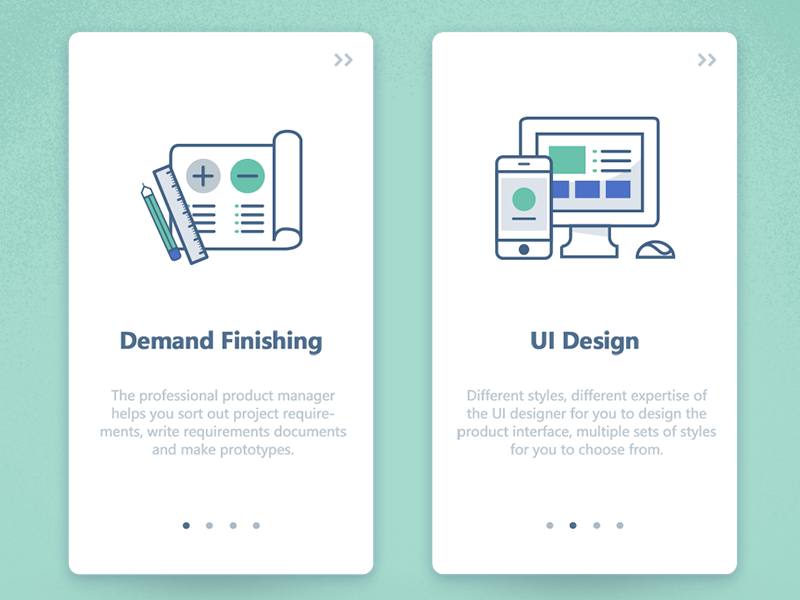 Demand Finishing
The professional product manager
helps you sort out project require-
ments, write requirements documents
and make prototypes.
UI Design
Different styles, different expertise of
the UI designer for you to design the
product interface, multiple sets of styles
for you to choose from.